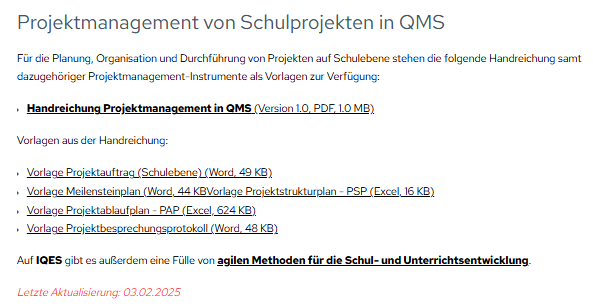 Projektmanagement von Schulprojekten in QMS
Für die Planung, Organisation und Durchführung von Projekten auf Schulebene stehen die folgende Handreichung samt
dazugehöriger Projektmanagement-Instrumente als Vorlagen zur Verfügung:
Handreichung Projektmanagement in QMS (Version 1.0, PDF, 1.0 MB)
Vorlagen aus der Handreichung:
Vorlage Projektauftrag (Schulebene) (Word, 49 KB)
Vorlage Meilensteinplan (Word, 44 KBVorlage Projektstrukturplan - PSP (Excel, 16 KB)
Vorlage Projektablaufplan - PAP (Excel, 624 KB)
Vorlage Projektbesprechungsprotokoll (Word, 48 KB)
Auf IQES gibt es außerdem eine Fülle von agilen Methoden für die Schul- und Unterrichtsentwicklung.
Letzte Aktualisierung: 03.02.2025